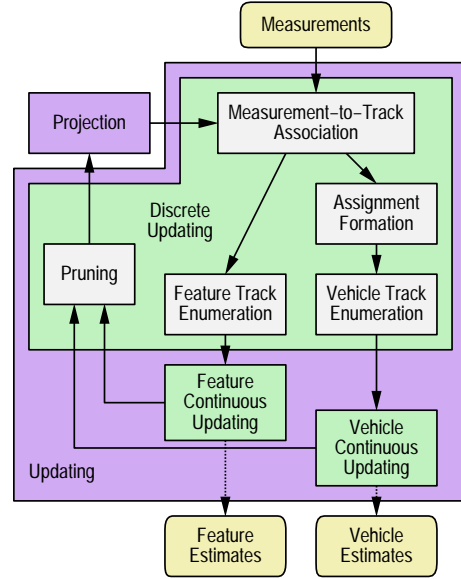 Measurements
Projection
Measurement−to−Track
Association
Discrete
Updating
Assignment
Formation
Pruning
Feature Track
Enumeration
Vehicle Track
Enumeration
Feature
Continuous
Updating
Vehicle
Continuous
Updating
Updating
Feature
Estimates
Vehicle
Estimates